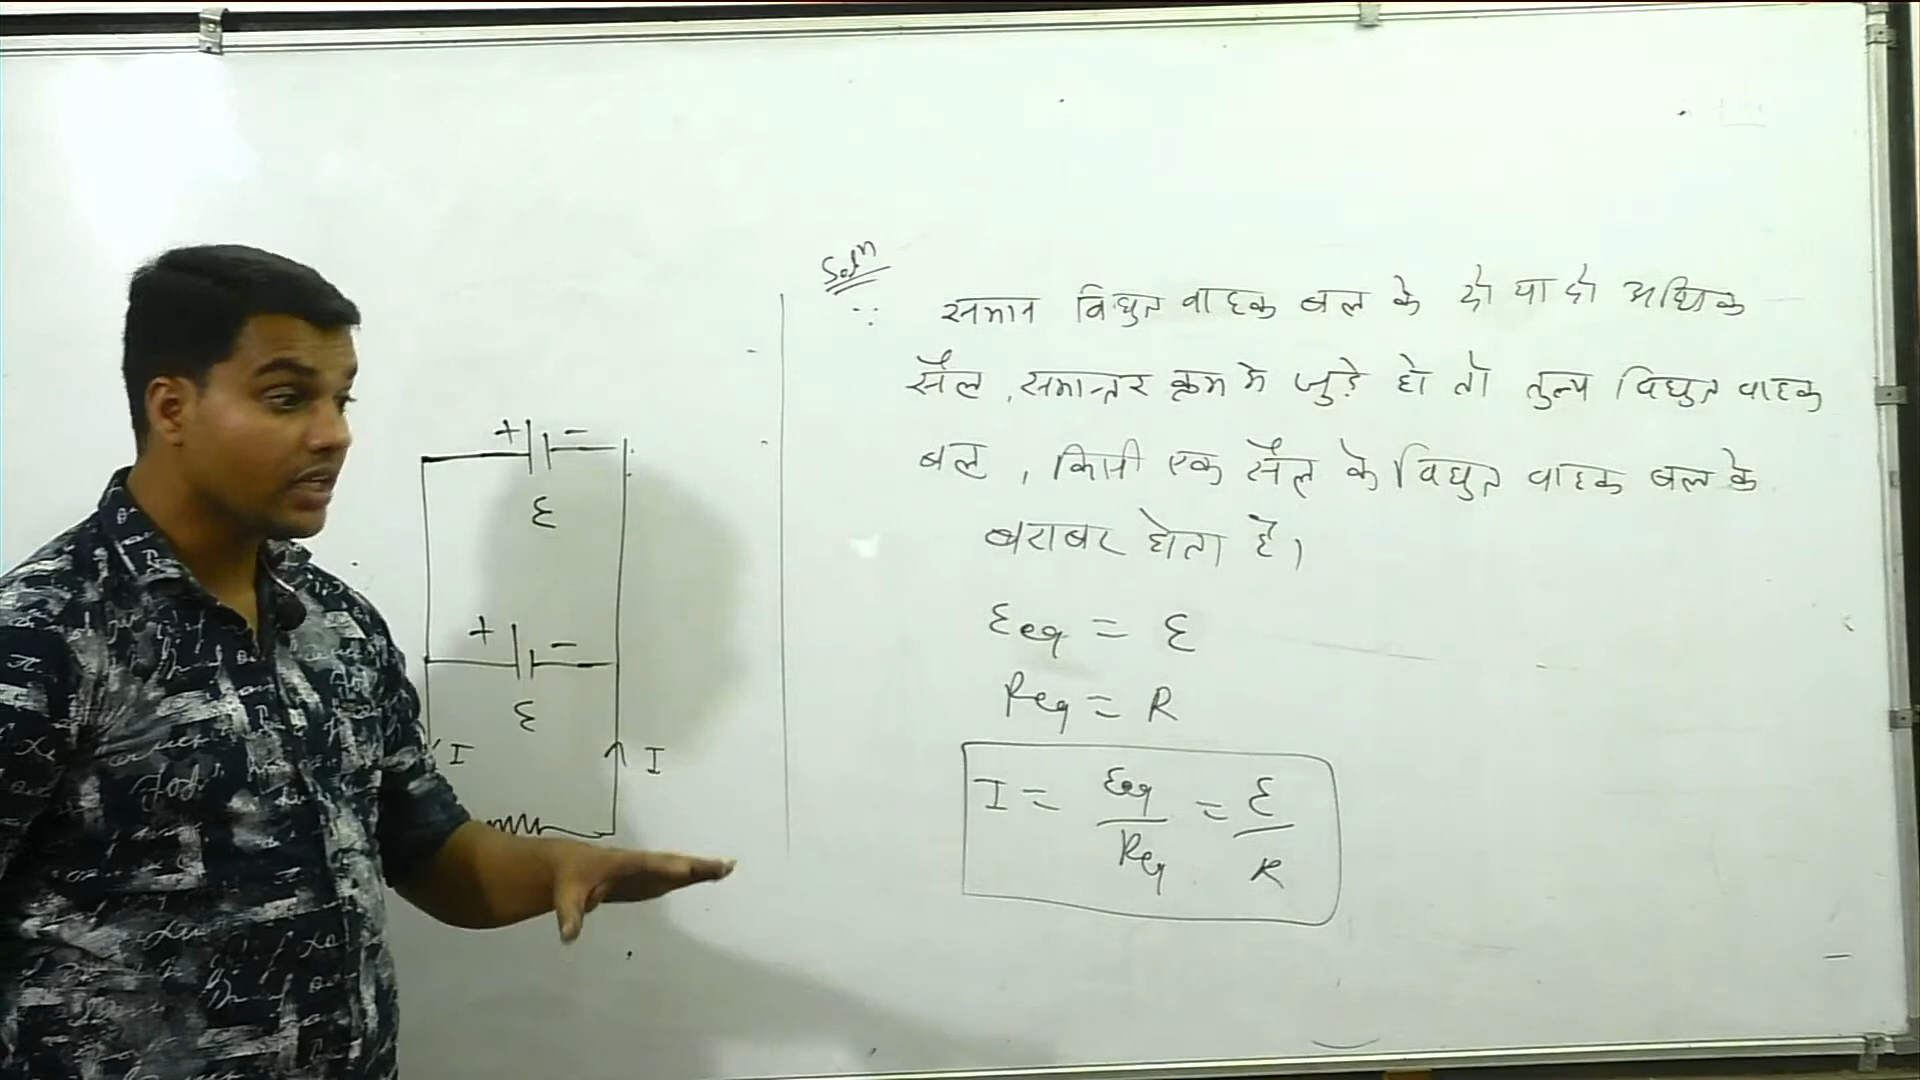 + -
ε
+ -
ε
I I
Solⁿ
∵ समान विघुत वाहक बल के दो या दो अधिक
सैल, समान्तर क्रम मे जुड़े हो तो तुल्य विघुत वाहक
बल, किसी एक सैल के विघुत वाहक बल के
बराबर होता है।
εeq = ε
Req = R
I = εeq/Req = ε/R